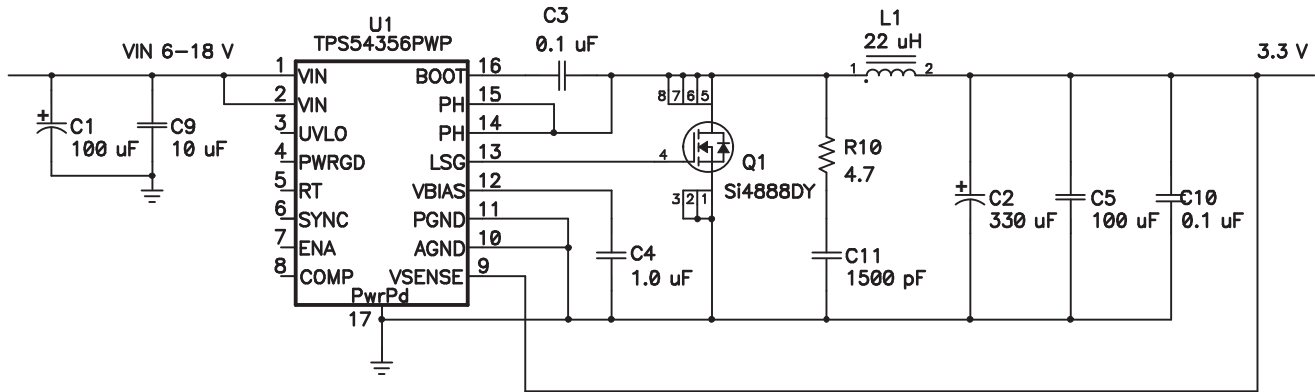 U1
TPS54356PWP
VIN 6-18 V
C3
0.1 uF
L1
22 uH
3.3 V
1 VIN BOOT 16
2 VIN PH 15
3 UVLO PH 14
4 PWRGD LSG 13
5 RT VBIAS 12
6 SYNC PGND 11
7 ENA AGND 10
8 COMP VSENSE 9
PwrPd
17
+
C1
100 uF
C9
10 uF
8 7 6 5
4
Q1
Si4888DY
3 2 1
C4
1.0 uF
1 2
R10
4.7
C11
1500 pF
+
C2
330 uF
C5
100 uF
C10
0.1 uF